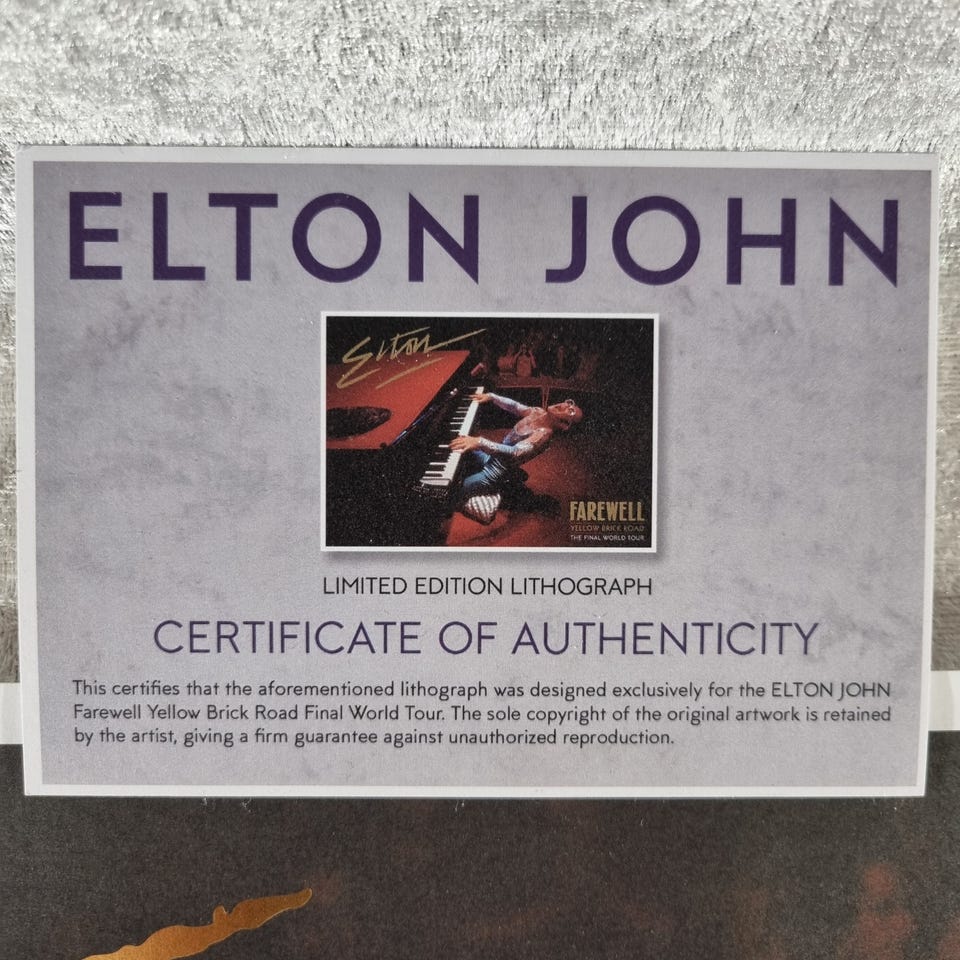 ELTON JOHN
Elton
FAREWELL
YELLOW BRICK ROAD
THE FINAL WORLD TOUR
LIMITED EDITION LITHOGRAPH
CERTIFICATE OF AUTHENTICITY
This certifies that the aforementioned lithograph was designed exclusively for the ELTON JOHN
Farewell Yellow Brick Road Final World Tour. The sole copyright of the original artwork is retained
by the artist, giving a firm guarantee against unauthorized reproduction.